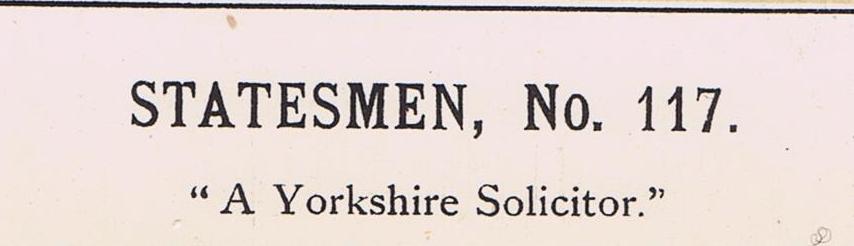 STATESMEN, No. 117.
“A Yorkshire Solicitor.”